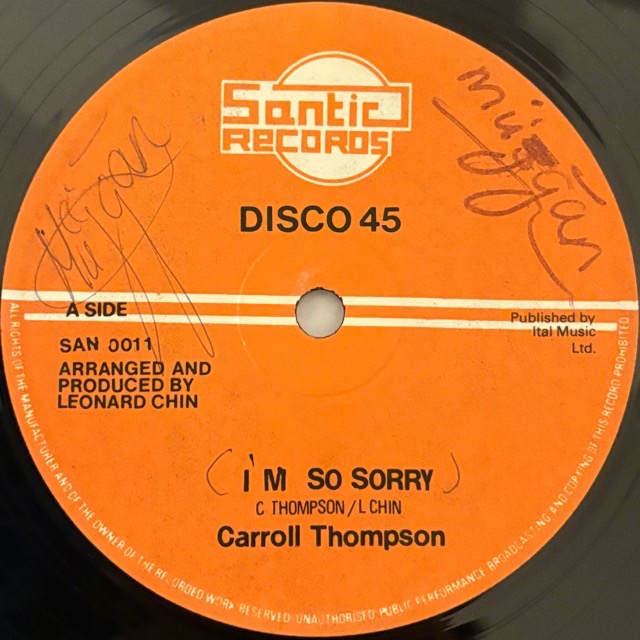 Santic
RECORDS
müjgân
Müjgân
DISCO 45
A SIDE
Published by
Ital Music
Ltd.
SAN 0011
ARRANGED AND
PRODUCED BY
LEONARD CHIN
( I'M SO SORRY )
C THOMPSON/L CHIN
Carroll Thompson
ALL RIGHTS OF THE MANUFACTURER AND OF THE OWNER OF THE RECORDED WORK RESERVED. UNAUTHORISED PUBLIC PERFORMANCE BROADCASTING AND COPYING OF THIS RECORD PROHIBITED